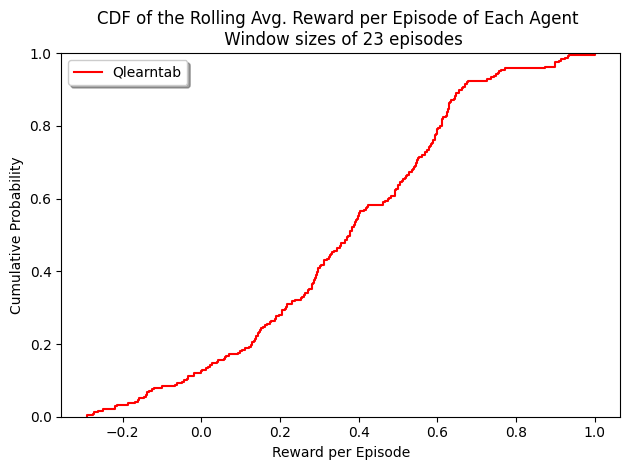 CDF of the Rolling Avg. Reward per Episode of Each Agent
Window sizes of 23 episodes
Qlearntab
Cumulative Probability
1.0
0.8
0.6
0.4
0.2
0.0
−0.2 0.0 0.2 0.4 0.6 0.8 1.0
Reward per Episode